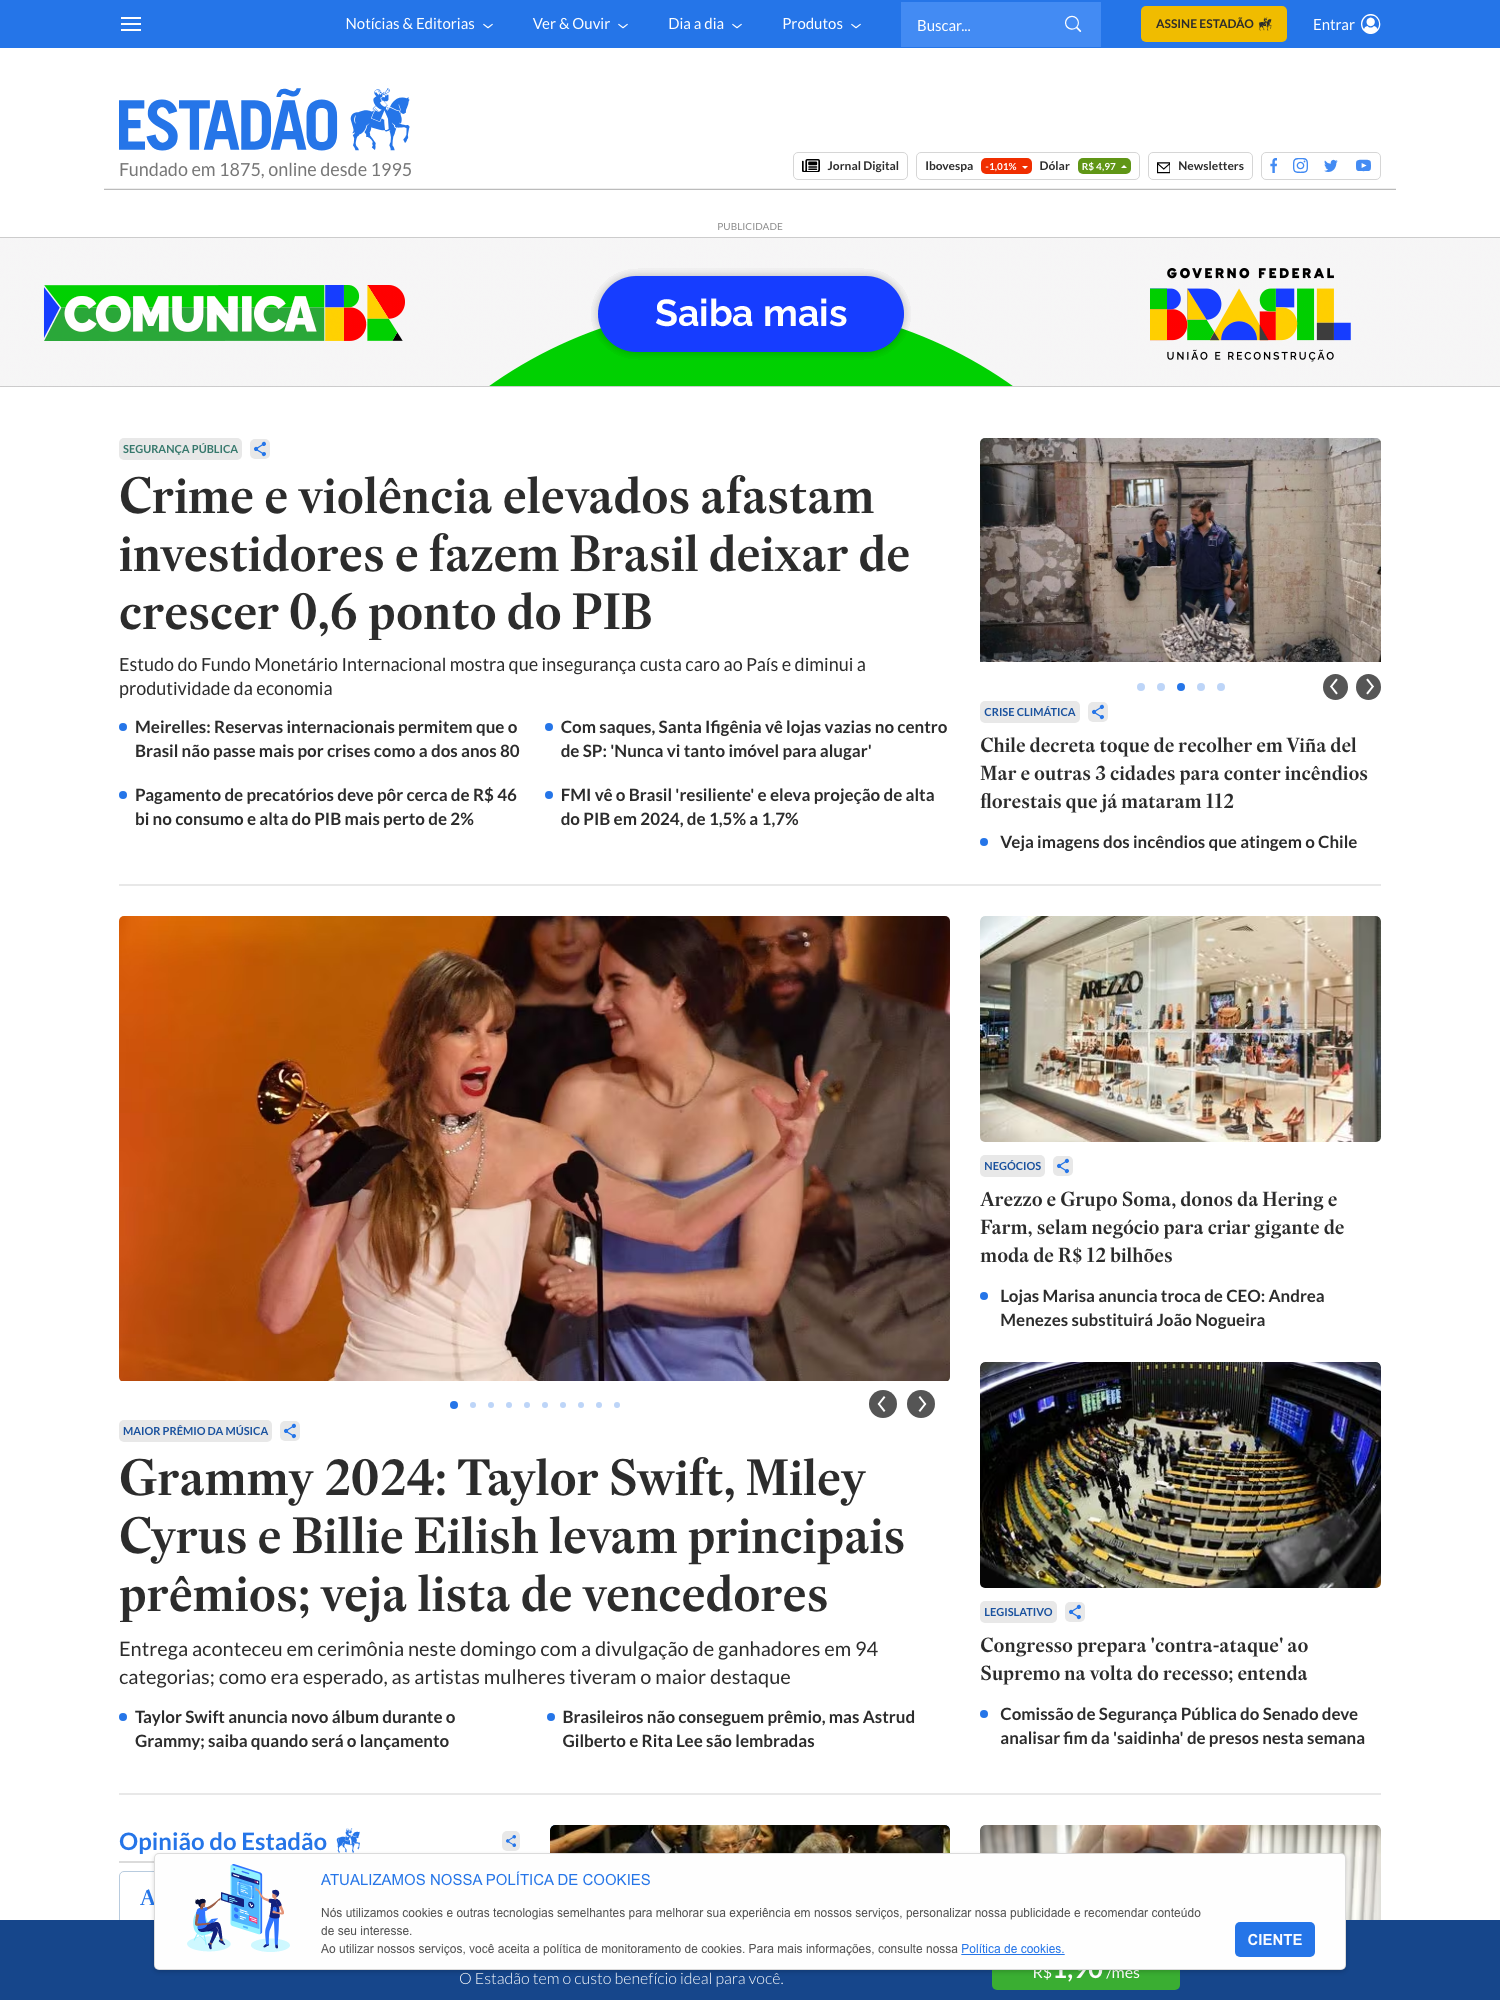 Notícias & Editorias
Ver & Ouvir
Dia a dia
Produtos
Buscar...
ASSINE ESTADÃO
Entrar
ESTADÃO
Fundado em 1875, online desde 1995
Jornal Digital
Ibovespa -1,01% Dólar R$ 4,97
Newsletters
PUBLICIDADE
COMUNICA BR
Saiba mais
GOVERNO FEDERAL
BRASIL
UNIÃO E RECONSTRUÇÃO
SEGURANÇA PÚBLICA
Crime e violência elevados afastam
investidores e fazem Brasil deixar de
crescer 0,6 ponto do PIB
Estudo do Fundo Monetário Internacional mostra que insegurança custa caro ao País e diminui a
produtividade da economia
Meirelles: Reservas internacionais permitem que o
Brasil não passe mais por crises como a dos anos 80
Com saques, Santa Ifigênia vê lojas vazias no centro
de SP: 'Nunca vi tanto imóvel para alugar'
Pagamento de precatórios deve pôr cerca de R$ 46
bi no consumo e alta do PIB mais perto de 2%
FMI vê o Brasil 'resiliente' e eleva projeção de alta
do PIB em 2024, de 1,5% a 1,7%
CRISE CLIMÁTICA
Chile decreta toque de recolher em Viña del
Mar e outras 3 cidades para conter incêndios
florestais que já mataram 112
Veja imagens dos incêndios que atingem o Chile
MAIOR PRÊMIO DA MÚSICA
Grammy 2024: Taylor Swift, Miley
Cyrus e Billie Eilish levam principais
prêmios; veja lista de vencedores
Entrega aconteceu em cerimônia neste domingo com a divulgação de ganhadores em 94
categorias; como era esperado, as artistas mulheres tiveram o maior destaque
Taylor Swift anuncia novo álbum durante o
Grammy; saiba quando será o lançamento
Brasileiros não conseguem prêmio, mas Astrud
Gilberto e Rita Lee são lembradas
AREZZO
NEGÓCIOS
Arezzo e Grupo Soma, donos da Hering e
Farm, selam negócio para criar gigante de
moda de R$ 12 bilhões
Lojas Marisa anuncia troca de CEO: Andrea
Menezes substituirá João Nogueira
LEGISLATIVO
Congresso prepara 'contra-ataque' ao
Supremo na volta do recesso; entenda
Comissão de Segurança Pública do Senado deve
analisar fim da 'saidinha' de presos nesta semana
Opinião do Estadão
A
ATUALIZAMOS NOSSA POLÍTICA DE COOKIES
Nós utilizamos cookies e outras tecnologias semelhantes para melhorar sua experiência em nossos serviços, personalizar nossa publicidade e recomendar conteúdo
de seu interesse.
Ao utilizar nossos serviços, você aceita a política de monitoramento de cookies. Para mais informações, consulte nossa Política de cookies.
CIENTE
O Estadão tem o custo benefício ideal para você.
R$ 1,90 /mês